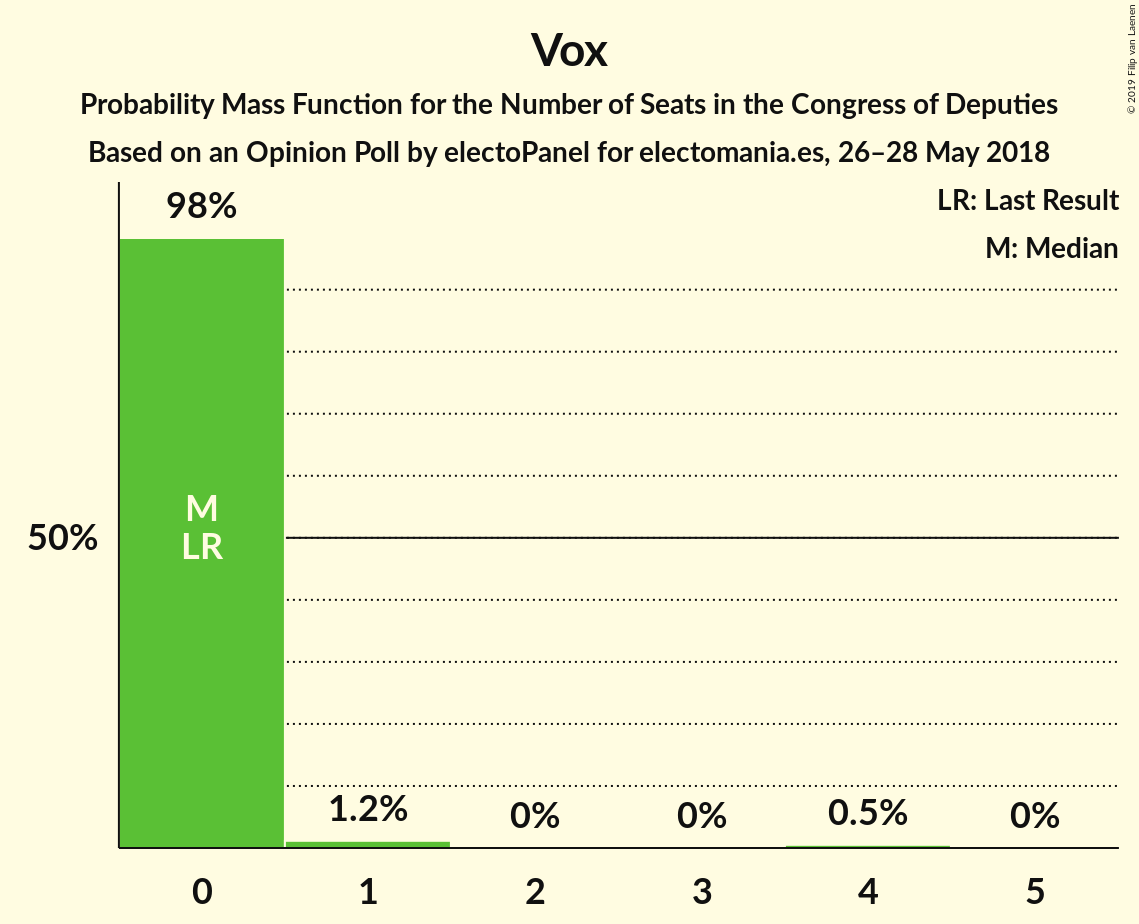 Vox
Probability Mass Function for the Number of Seats in the Congress of Deputies
Based on an Opinion Poll by electoPanel for electomania.es, 26–28 May 2018
© 2019 Filip van Laenen
LR: Last Result
M: Median
98%
M
LR
50%
1.2%
0%
0%
0.5%
0%
0
1
2
3
4
5